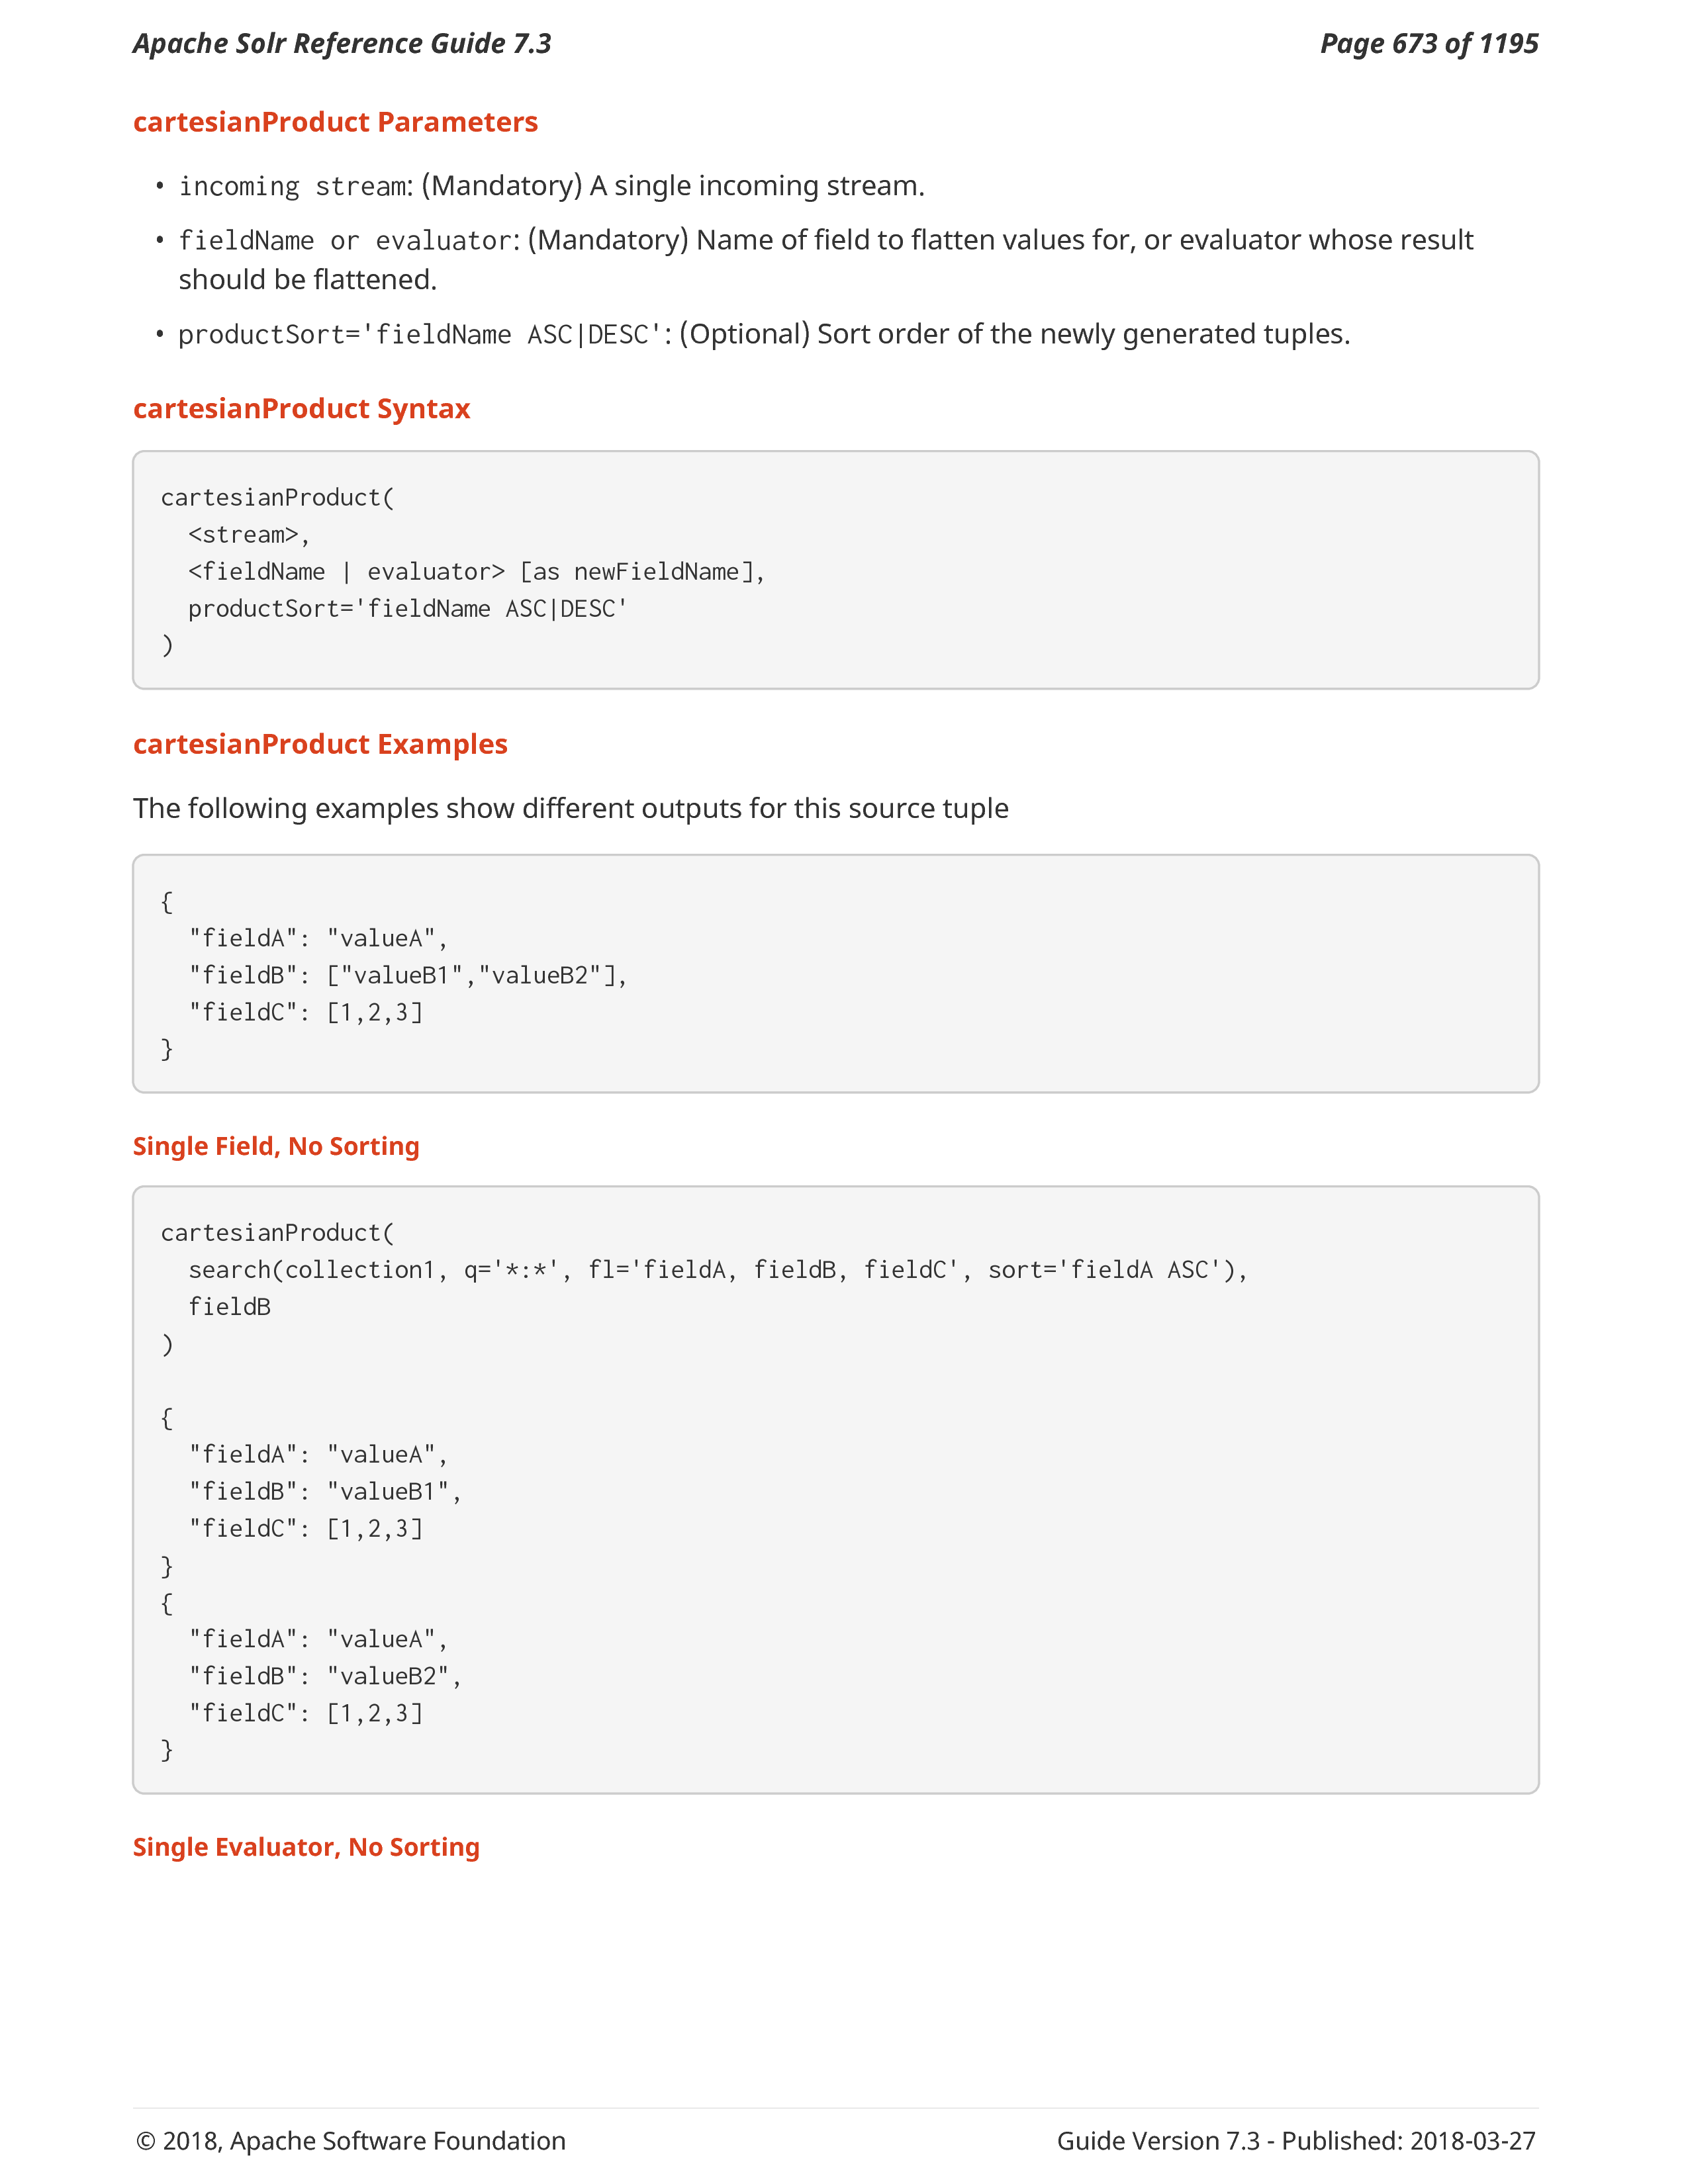 Apache Solr Reference Guide 7.3
Page 673 of 1195
cartesianProduct Parameters
• incoming stream: (Mandatory) A single incoming stream.
• fieldName or evaluator: (Mandatory) Name of field to flatten values for, or evaluator whose result
should be flattened.
• productSort='fieldName ASC|DESC': (Optional) Sort order of the newly generated tuples.
cartesianProduct Syntax
cartesianProduct(
  <stream>,
  <fieldName | evaluator> [as newFieldName],
  productSort='fieldName ASC|DESC'
)
cartesianProduct Examples
The following examples show different outputs for this source tuple
{
  "fieldA": "valueA",
  "fieldB": ["valueB1","valueB2"],
  "fieldC": [1,2,3]
}
Single Field, No Sorting
cartesianProduct(
  search(collection1, q='*:*', fl='fieldA, fieldB, fieldC', sort='fieldA ASC'),
  fieldB
)

{
  "fieldA": "valueA",
  "fieldB": "valueB1",
  "fieldC": [1,2,3]
}
{
  "fieldA": "valueA",
  "fieldB": "valueB2",
  "fieldC": [1,2,3]
}
Single Evaluator, No Sorting
© 2018, Apache Software Foundation
Guide Version 7.3 - Published: 2018-03-27